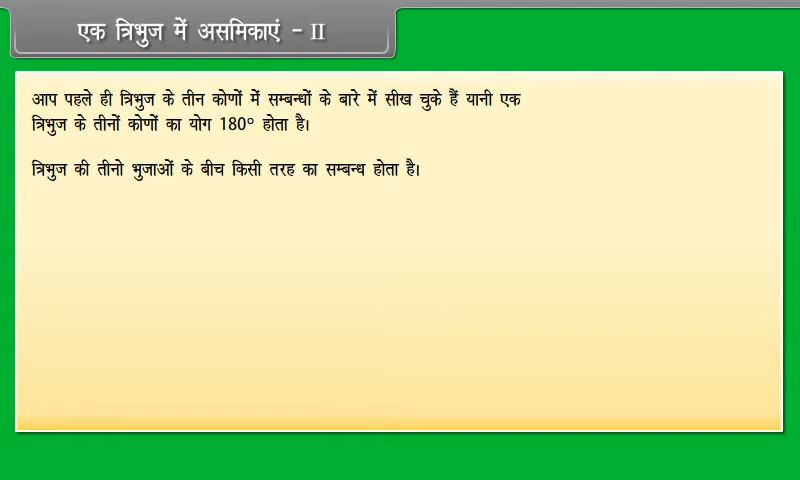 एक त्रिभुज में असमिकाएं - II
आप पहले ही त्रिभुज के तीन कोणों में सम्बन्धों के बारे में सीख चुके हैं यानी एक
त्रिभुज के तीनों कोणों का योग 180° होता है।
त्रिभुज की तीनो भुजाओं के बीच किसी तरह का सम्बन्ध होता है।